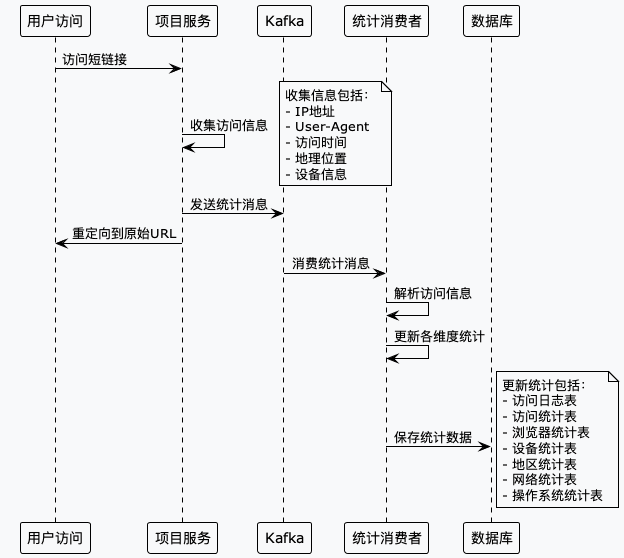 用户访问
项目服务
Kafka
统计消费者
数据库
访问短链接
收集访问信息
收集信息包括：
- IP地址
- User-Agent
- 访问时间
- 地理位置
- 设备信息
发送统计消息
重定向到原始URL
消费统计消息
解析访问信息
更新各维度统计
保存统计数据
更新统计包括：
- 访问日志表
- 访问统计表
- 浏览器统计表
- 设备统计表
- 地区统计表
- 网络统计表
- 操作系统统计表
用户访问
项目服务
Kafka
统计消费者
数据库